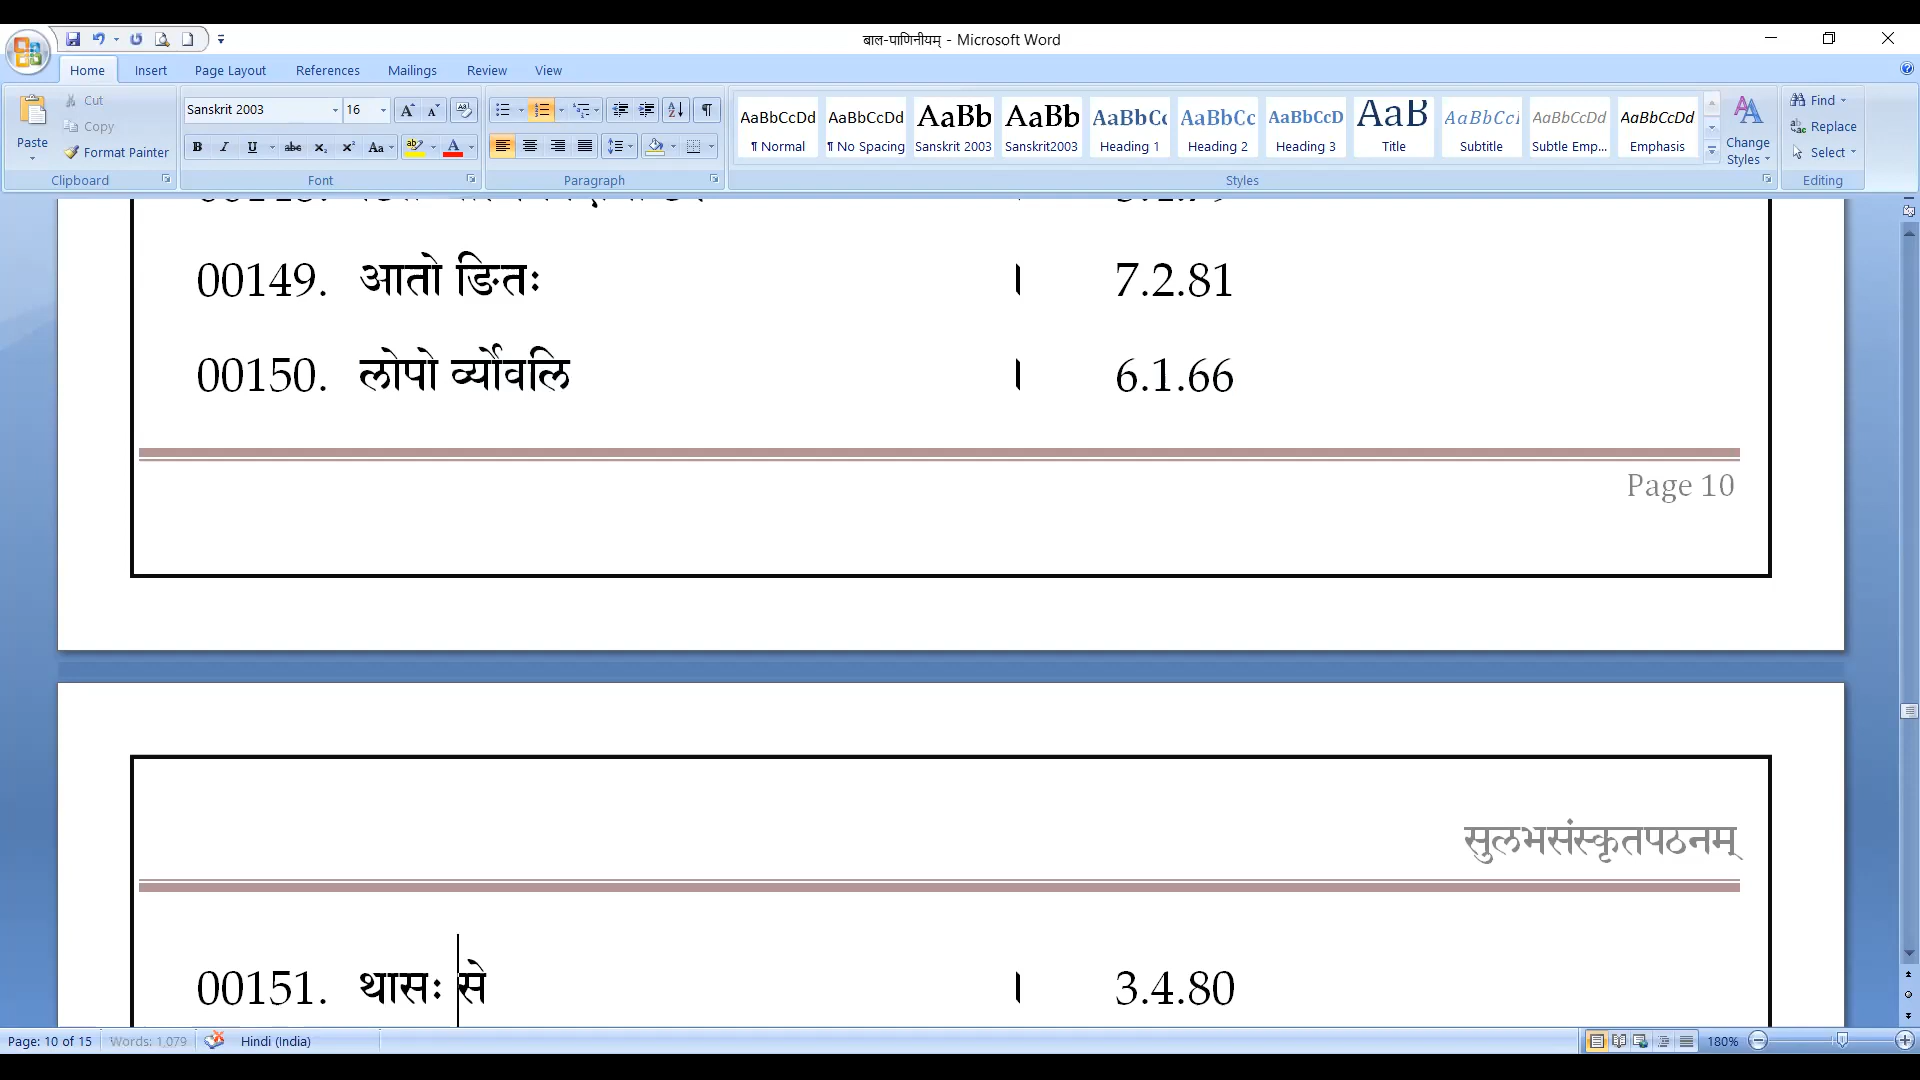 बाल-पाणिनीयम् - Microsoft Word
Home Insert Page Layout References Mailings Review View
Paste
Cut
Copy
Format Painter
Clipboard
Sanskrit 2003 16
Font
Paragraph
AaBbCcDd AaBbCcDd AaBb AaBb AaBbCc AaBbCc AaBbCcD AaB AaBbCcI AaBbCcDd AaBbCcDd
¶ Normal ¶ No Spacing Sanskrit 2003 Sanskrit2003 Heading 1 Heading 2 Heading 3 Title Subtitle Subtle Emp... Emphasis
Change Styles
Styles
Find
Replace
Select
Editing
00149. आतो ङितः । 7.2.81
00150. लोपो र्व्योवलि । 6.1.66
Page 10
सुलभसंस्कृतपठनम्
00151. थासः से । 3.4.80
Page: 10 of 15 Words: 1,079 Hindi (India) 180%